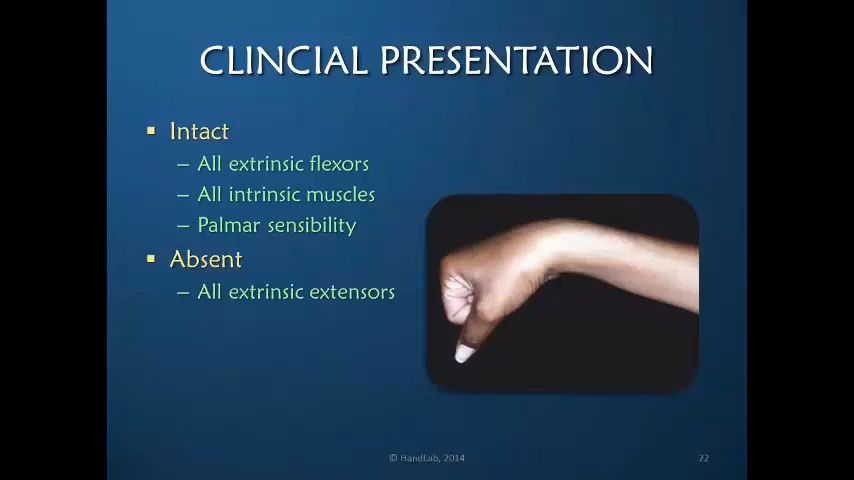 CLINCIAL PRESENTATION
▪ Intact
– All extrinsic flexors
– All intrinsic muscles
– Palmar sensibility
▪ Absent
– All extrinsic extensors
© HandLab, 2014
22